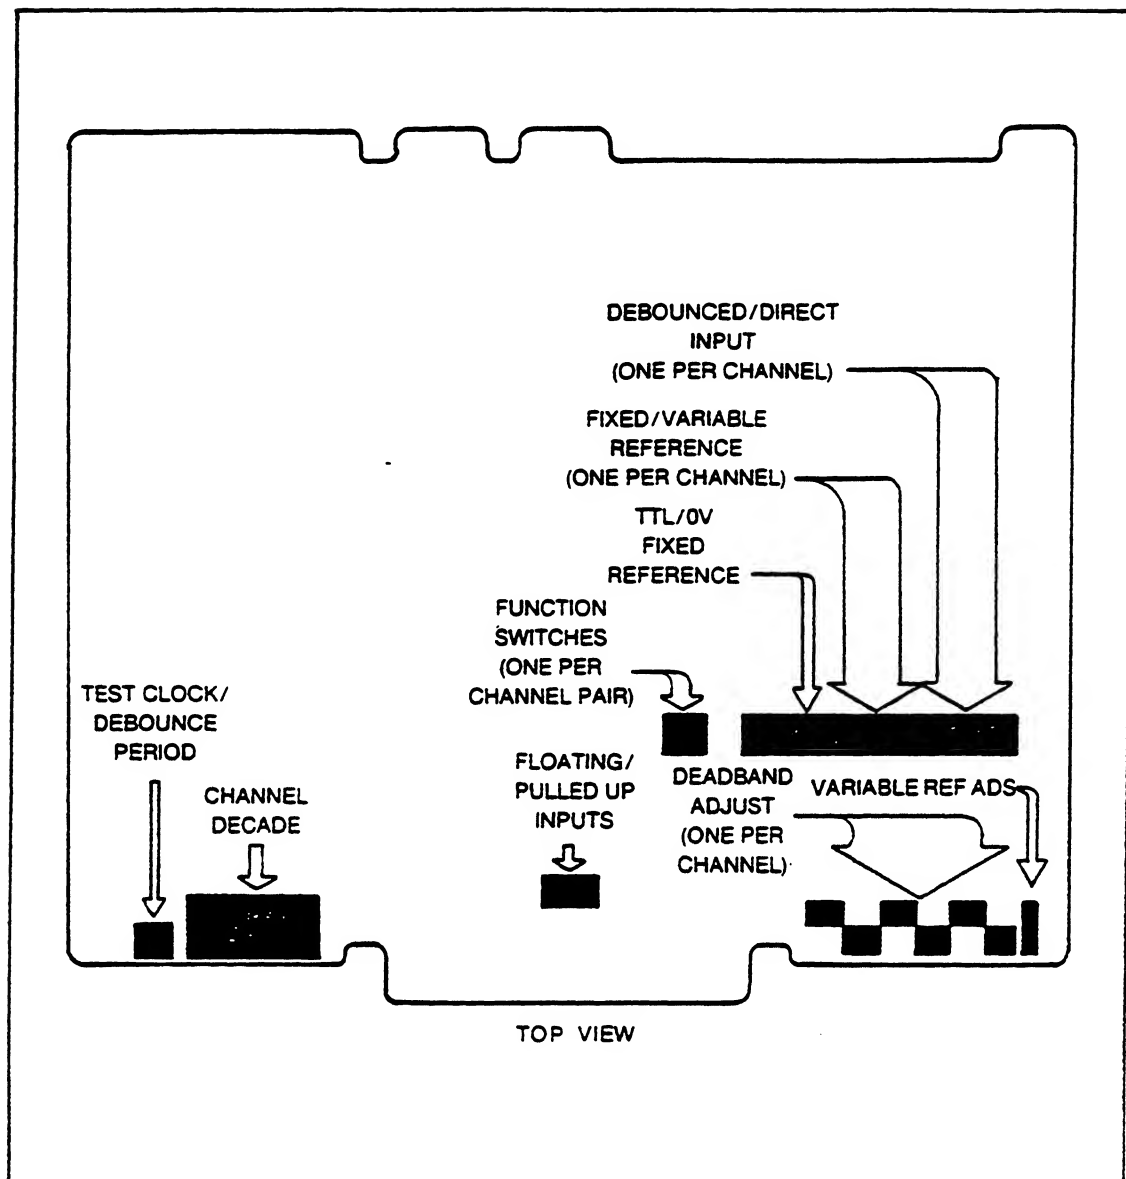 DEBOUNCED/DIRECT
INPUT
(ONE PER CHANNEL)
FIXED/VARIABLE
REFERENCE
(ONE PER CHANNEL)
TTL/0V
FIXED
REFERENCE
FUNCTION
SWITCHES
(ONE PER
CHANNEL PAIR)
TEST CLOCK/
DEBOUNCE
PERIOD
CHANNEL
DECADE
FLOATING/
PULLED UP
INPUTS
DEADBAND
ADJUST
(ONE PER
CHANNEL)
VARIABLE REF ADS
TOP VIEW